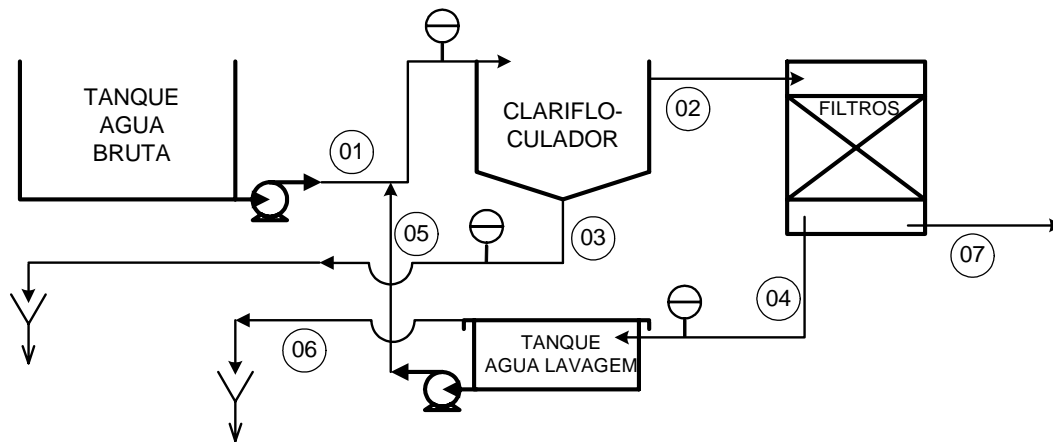 TANQUE
AGUA
BRUTA
01
CLARIFLO-
CULADOR
02
FILTROS
03
05
04
07
06
TANQUE
AGUA LAVAGEM